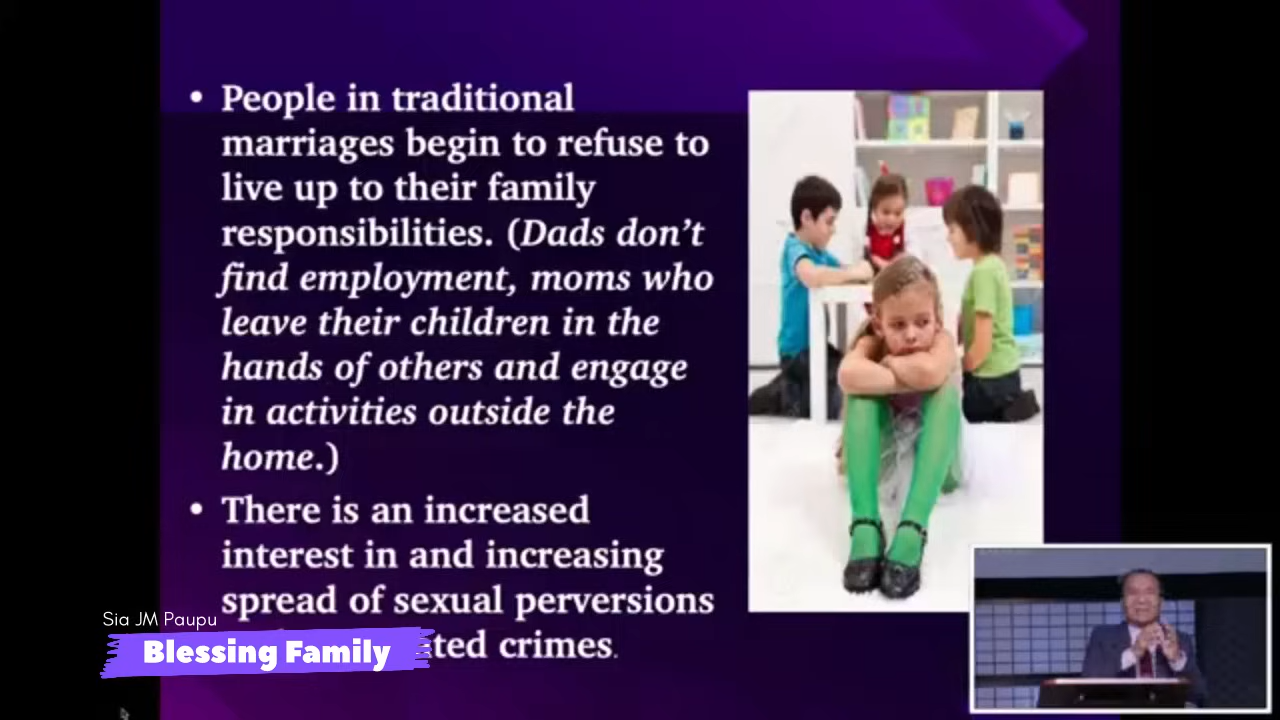 • People in traditional
marriages begin to refuse to
live up to their family
responsibilities. (Dads don’t
find employment, moms who
leave their children in the
hands of others and engage
in activities outside the
home.)
• There is an increased
interest in and increasing
spread of sexual perversions
crimes.
Sia JM Paupu
Blessing Family